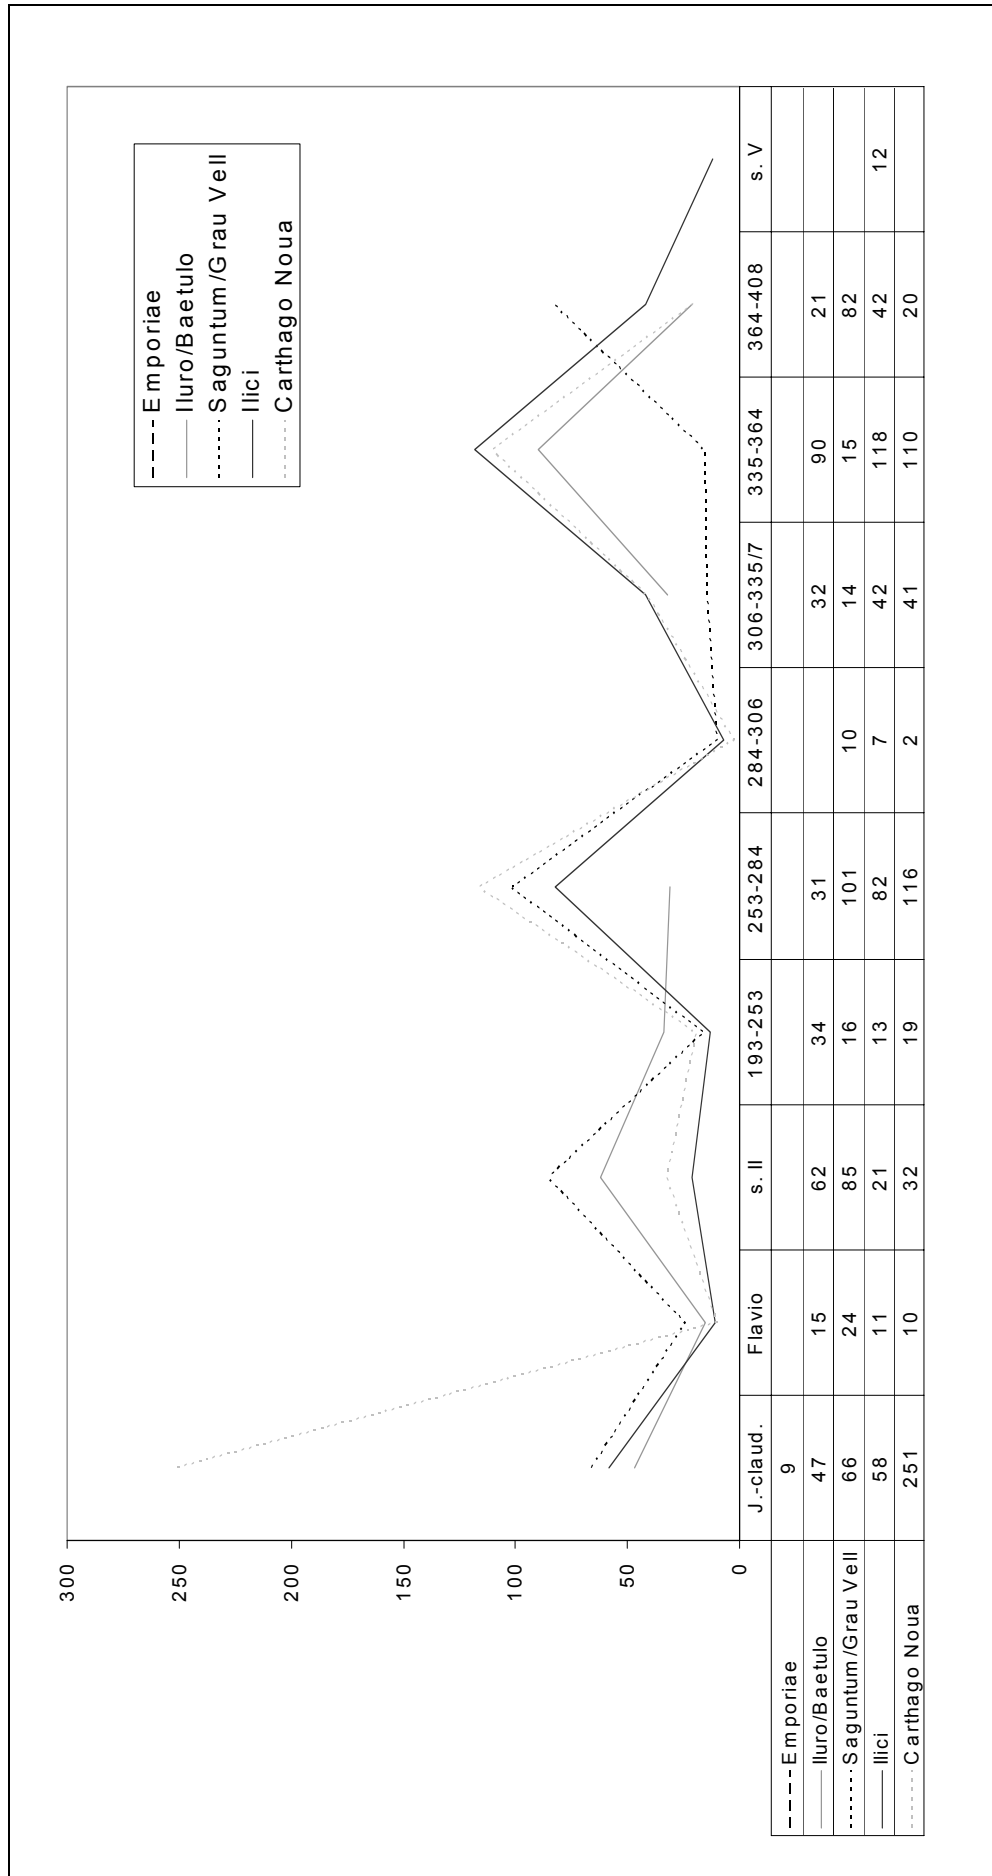 300
250
200
150
100
50
0
Emporiae
Iluro/Baetulo
Saguntum/Grau Vell
Ilici
Carthago Noua
J.-claud. Flavio s. II 193-253 253-284 284-306 306-335/7 335-364 364-408 s. V
Emporiae 9
Iluro/Baetulo 47 15 62 34 31 32 90 21
Saguntum/Grau Vell 66 24 85 16 101 10 14 15 82
Ilici 58 11 21 13 82 7 42 118 42 12
Carthago Noua 251 10 32 19 116 2 41 110 20